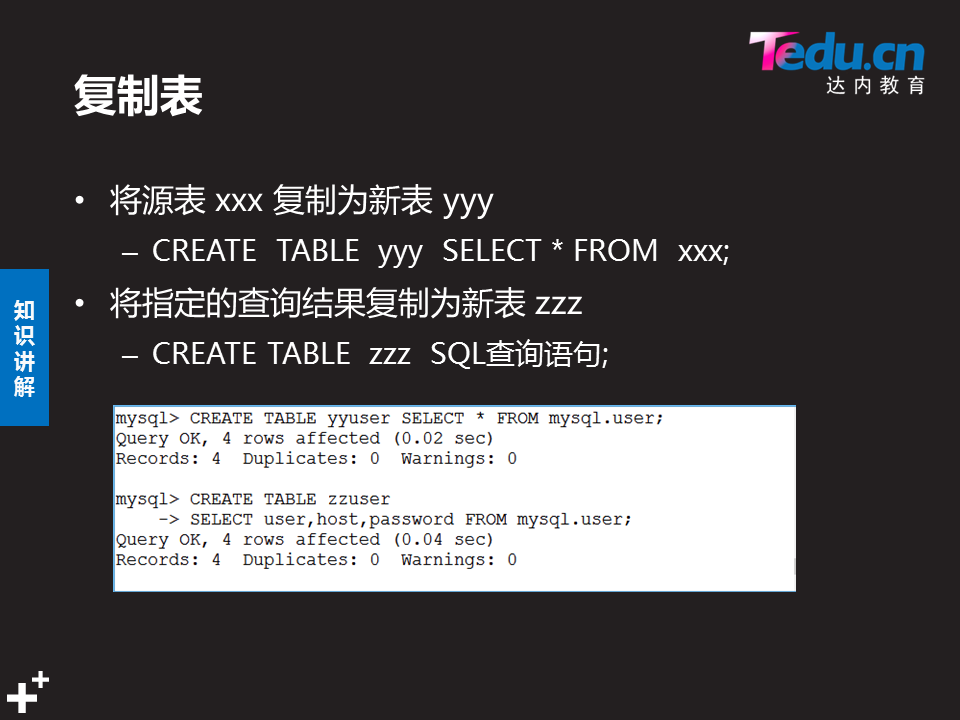 Tedu.cn
达内教育
复制表
• 将源表 xxx 复制为新表 yyy
– CREATE TABLE yyy SELECT * FROM xxx;
• 将指定的查询结果复制为新表 zzz
– CREATE TABLE zzz SQL查询语句;
知识讲解
mysql> CREATE TABLE yyuser SELECT * FROM mysql.user;
Query OK, 4 rows affected (0.02 sec)
Records: 4  Duplicates: 0  Warnings: 0
mysql> CREATE TABLE zzuser
    -> SELECT user,host,password FROM mysql.user;
Query OK, 4 rows affected (0.04 sec)
Records: 4  Duplicates: 0  Warnings: 0